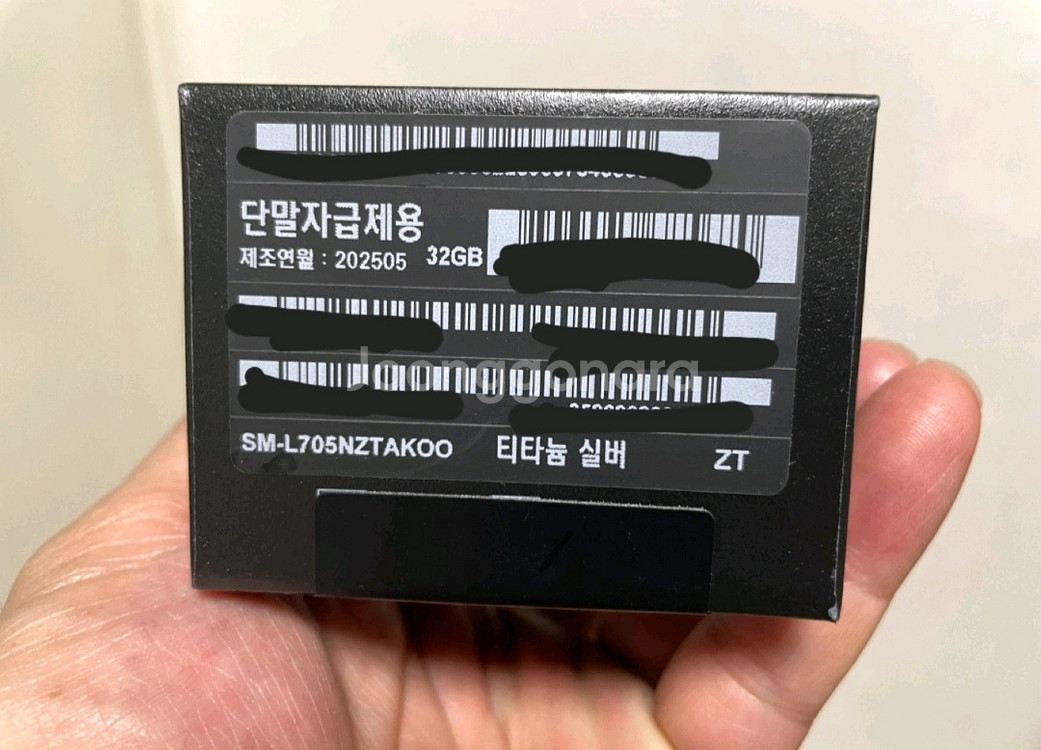 단말자급제용
제조연월 : 202505 32GB
Joonggonara
SM-L705NZTAKOO 티타늄 실버 ZT